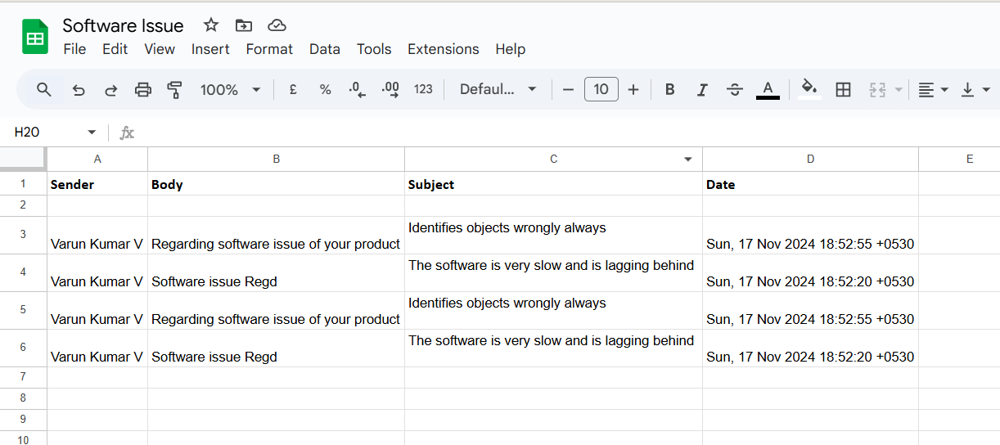 Software Issue
File Edit View Insert Format Data Tools Extensions Help
100% £ % .0 .00 123 Defaul... 10 B I S A
H20 fx
A B C D E
1 Sender Body Subject Date
2
3 Varun Kumar V Regarding software issue of your product Identifies objects wrongly always Sun, 17 Nov 2024 18:52:55 +0530
4 Varun Kumar V Software issue Regd The software is very slow and is lagging behind Sun, 17 Nov 2024 18:52:20 +0530
5 Varun Kumar V Regarding software issue of your product Identifies objects wrongly always Sun, 17 Nov 2024 18:52:55 +0530
6 Varun Kumar V Software issue Regd The software is very slow and is lagging behind Sun, 17 Nov 2024 18:52:20 +0530
7
8
9
10